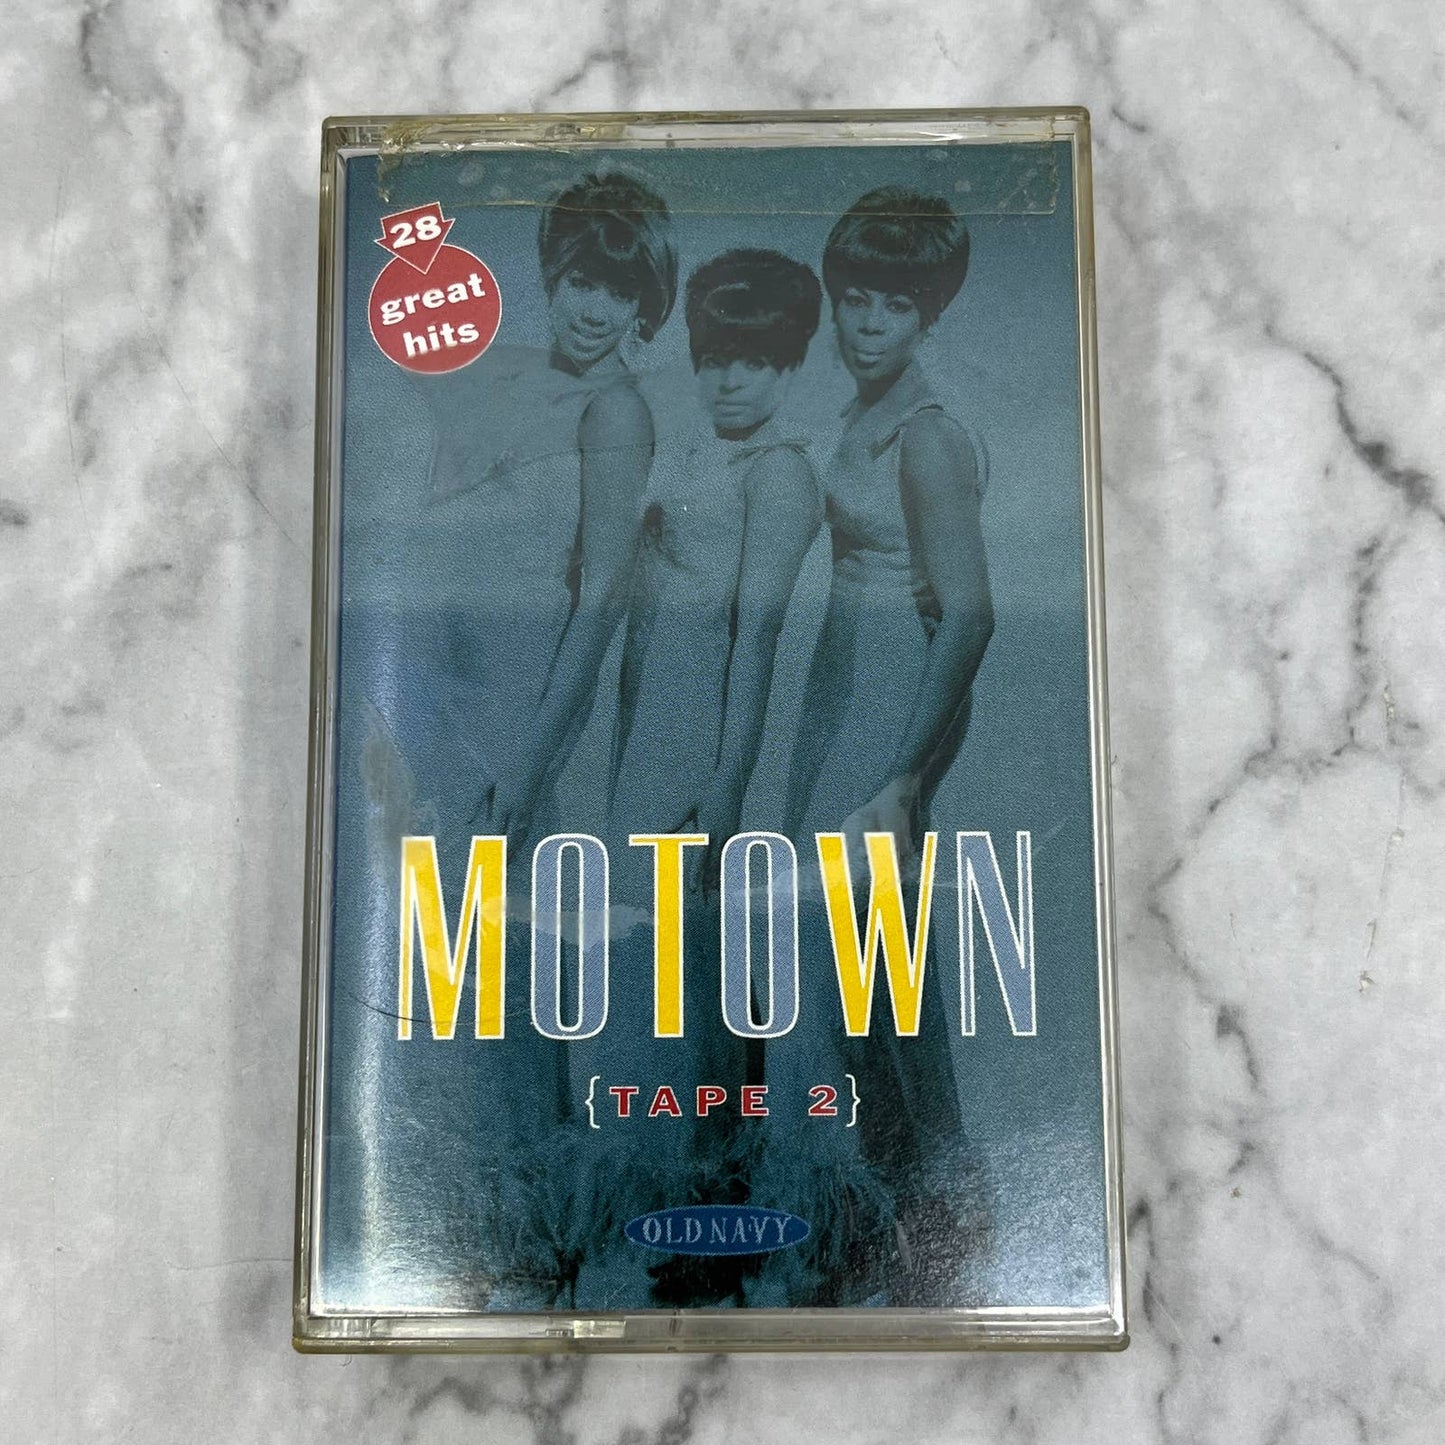 28
great
hits
MOTOWN
{TAPE 2}
OLD NAVY